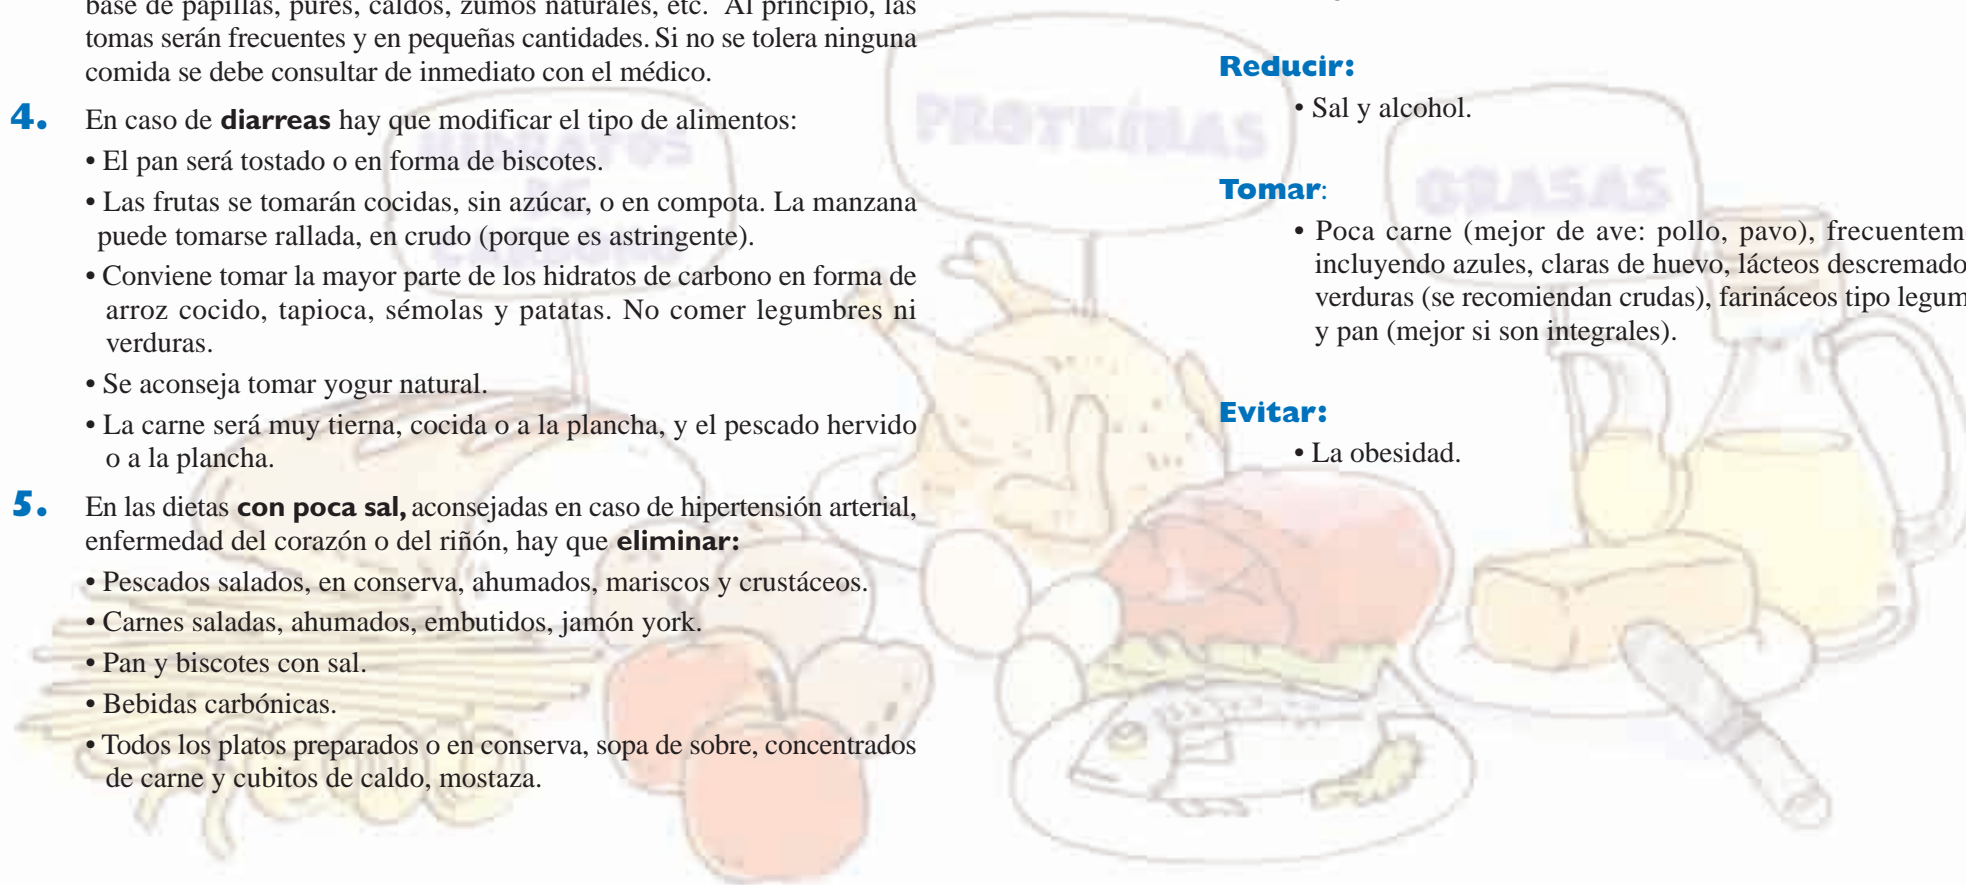 base de papillas, purés, caldos, zumos naturales, etc. Al principio, las
tomas serán frecuentes y en pequeñas cantidades. Si no se tolera ninguna
comida se debe consultar de inmediato con el médico.
4. En caso de diarreas hay que modificar el tipo de alimentos:
• El pan será tostado o en forma de biscotes.
• Las frutas se tomarán cocidas, sin azúcar, o en compota. La manzana
puede tomarse rallada, en crudo (porque es astringente).
• Conviene tomar la mayor parte de los hidratos de carbono en forma de
arroz cocido, tapioca, sémolas y patatas. No comer legumbres ni
verduras.
• Se aconseja tomar yogur natural.
• La carne será muy tierna, cocida o a la plancha, y el pescado hervido
o a la plancha.
5. En las dietas con poca sal, aconsejadas en caso de hipertensión arterial,
enfermedad del corazón o del riñón, hay que eliminar:
• Pescados salados, en conserva, ahumados, mariscos y crustáceos.
• Carnes saladas, ahumados, embutidos, jamón york.
• Pan y biscotes con sal.
• Bebidas carbónicas.
• Todos los platos preparados o en conserva, sopa de sobre, concentrados
de carne y cubitos de caldo, mostaza.
Reducir:
• Sal y alcohol.
Tomar:
• Poca carne (mejor de ave: pollo, pavo), frecuentem
incluyendo azules, claras de huevo, lácteos descremado
verduras (se recomiendan crudas), farináceos tipo legum
y pan (mejor si son integrales).
Evitar:
• La obesidad.
HIDRATOS
DE
CARBONO
PROTEÍNAS
GRASAS